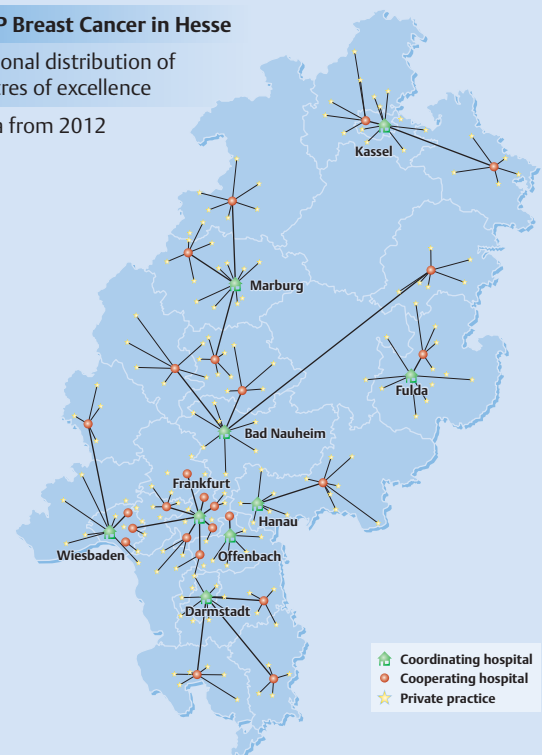 P Breast Cancer in Hesse
onal distribution of
tres of excellence
from 2012
Kassel
Marburg
Fulda
Bad Nauheim
Frankfurt
Hanau
Wiesbaden
Offenbach
Darmstadt
Coordinating hospital
Cooperating hospital
Private practice